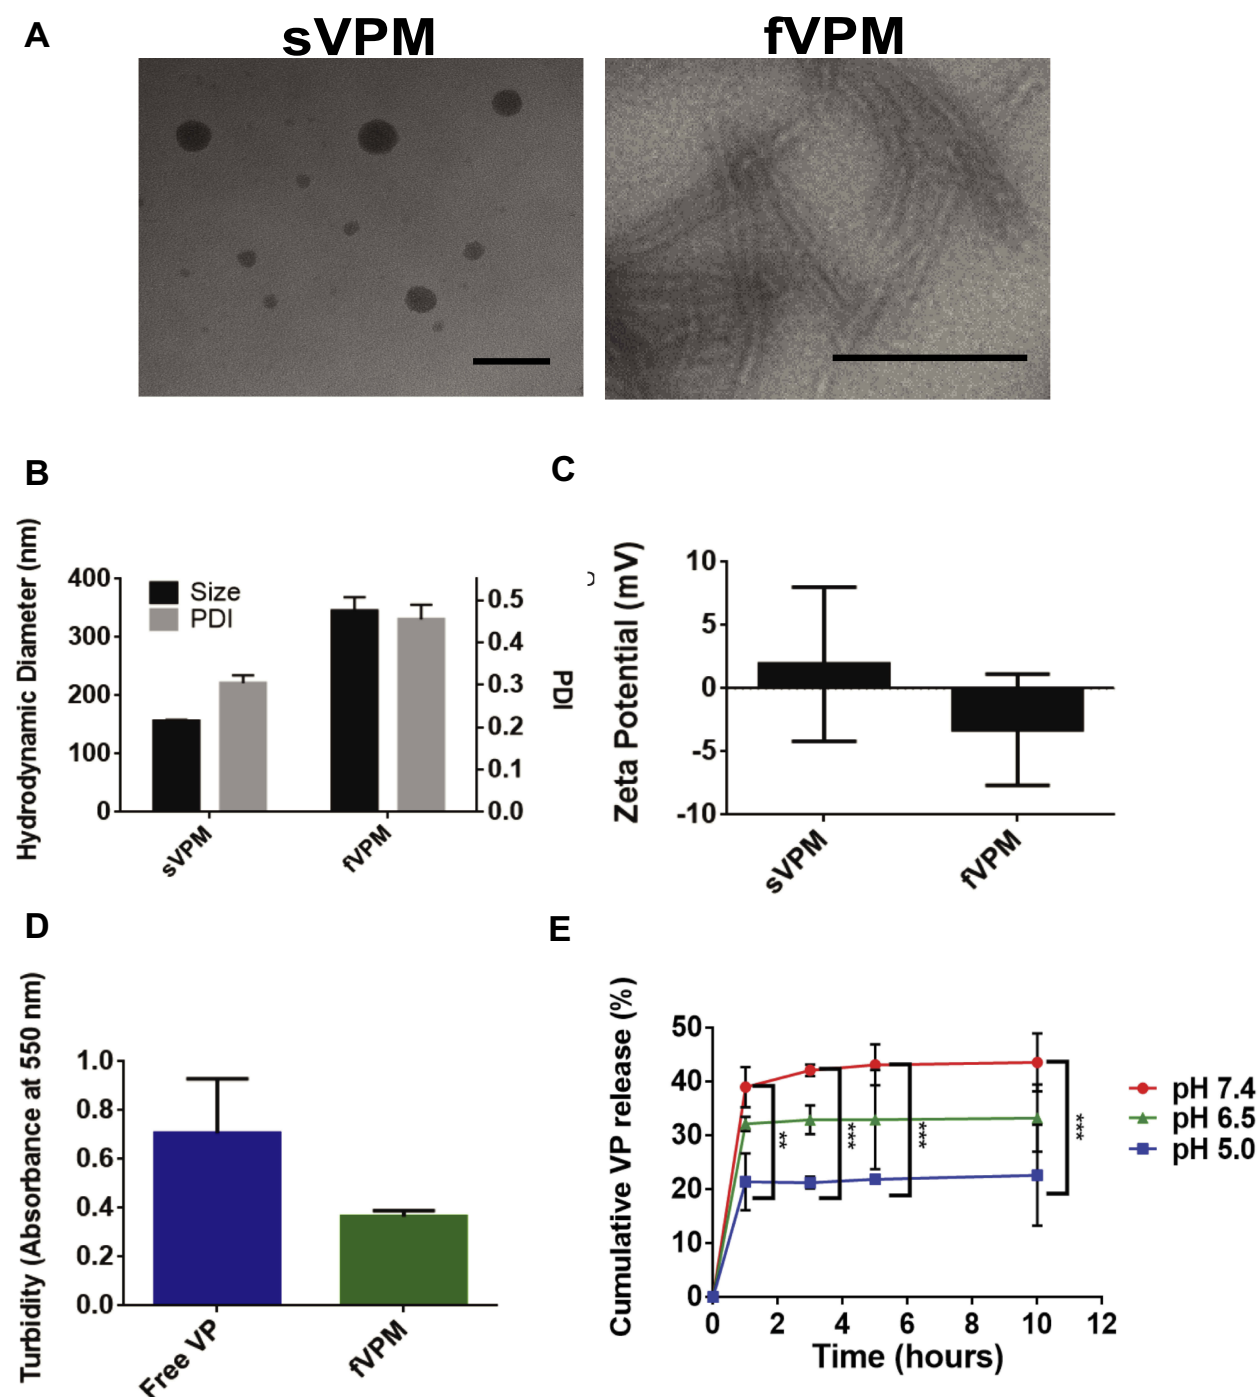 A
sVPM
fVPM
B
Hydrodynamic Diameter (nm)
400
300
200
100
0
Size
PDI
0.5
0.4
0.3
0.2
0.1
0.0
PDI
sVPM
fVPM
C
Zeta Potential (mV)
10
5
0
-5
-10
sVPM
fVPM
D
Turbidity (Absorbance at 550 nm)
1.0
0.8
0.6
0.4
0.2
0.0
Free VP
fVPM
E
Cumulative VP release (%)
50
40
30
20
10
0
**
***
***
***
0 2 4 6 8 10 12
Time (hours)
pH 7.4
pH 6.5
pH 5.0